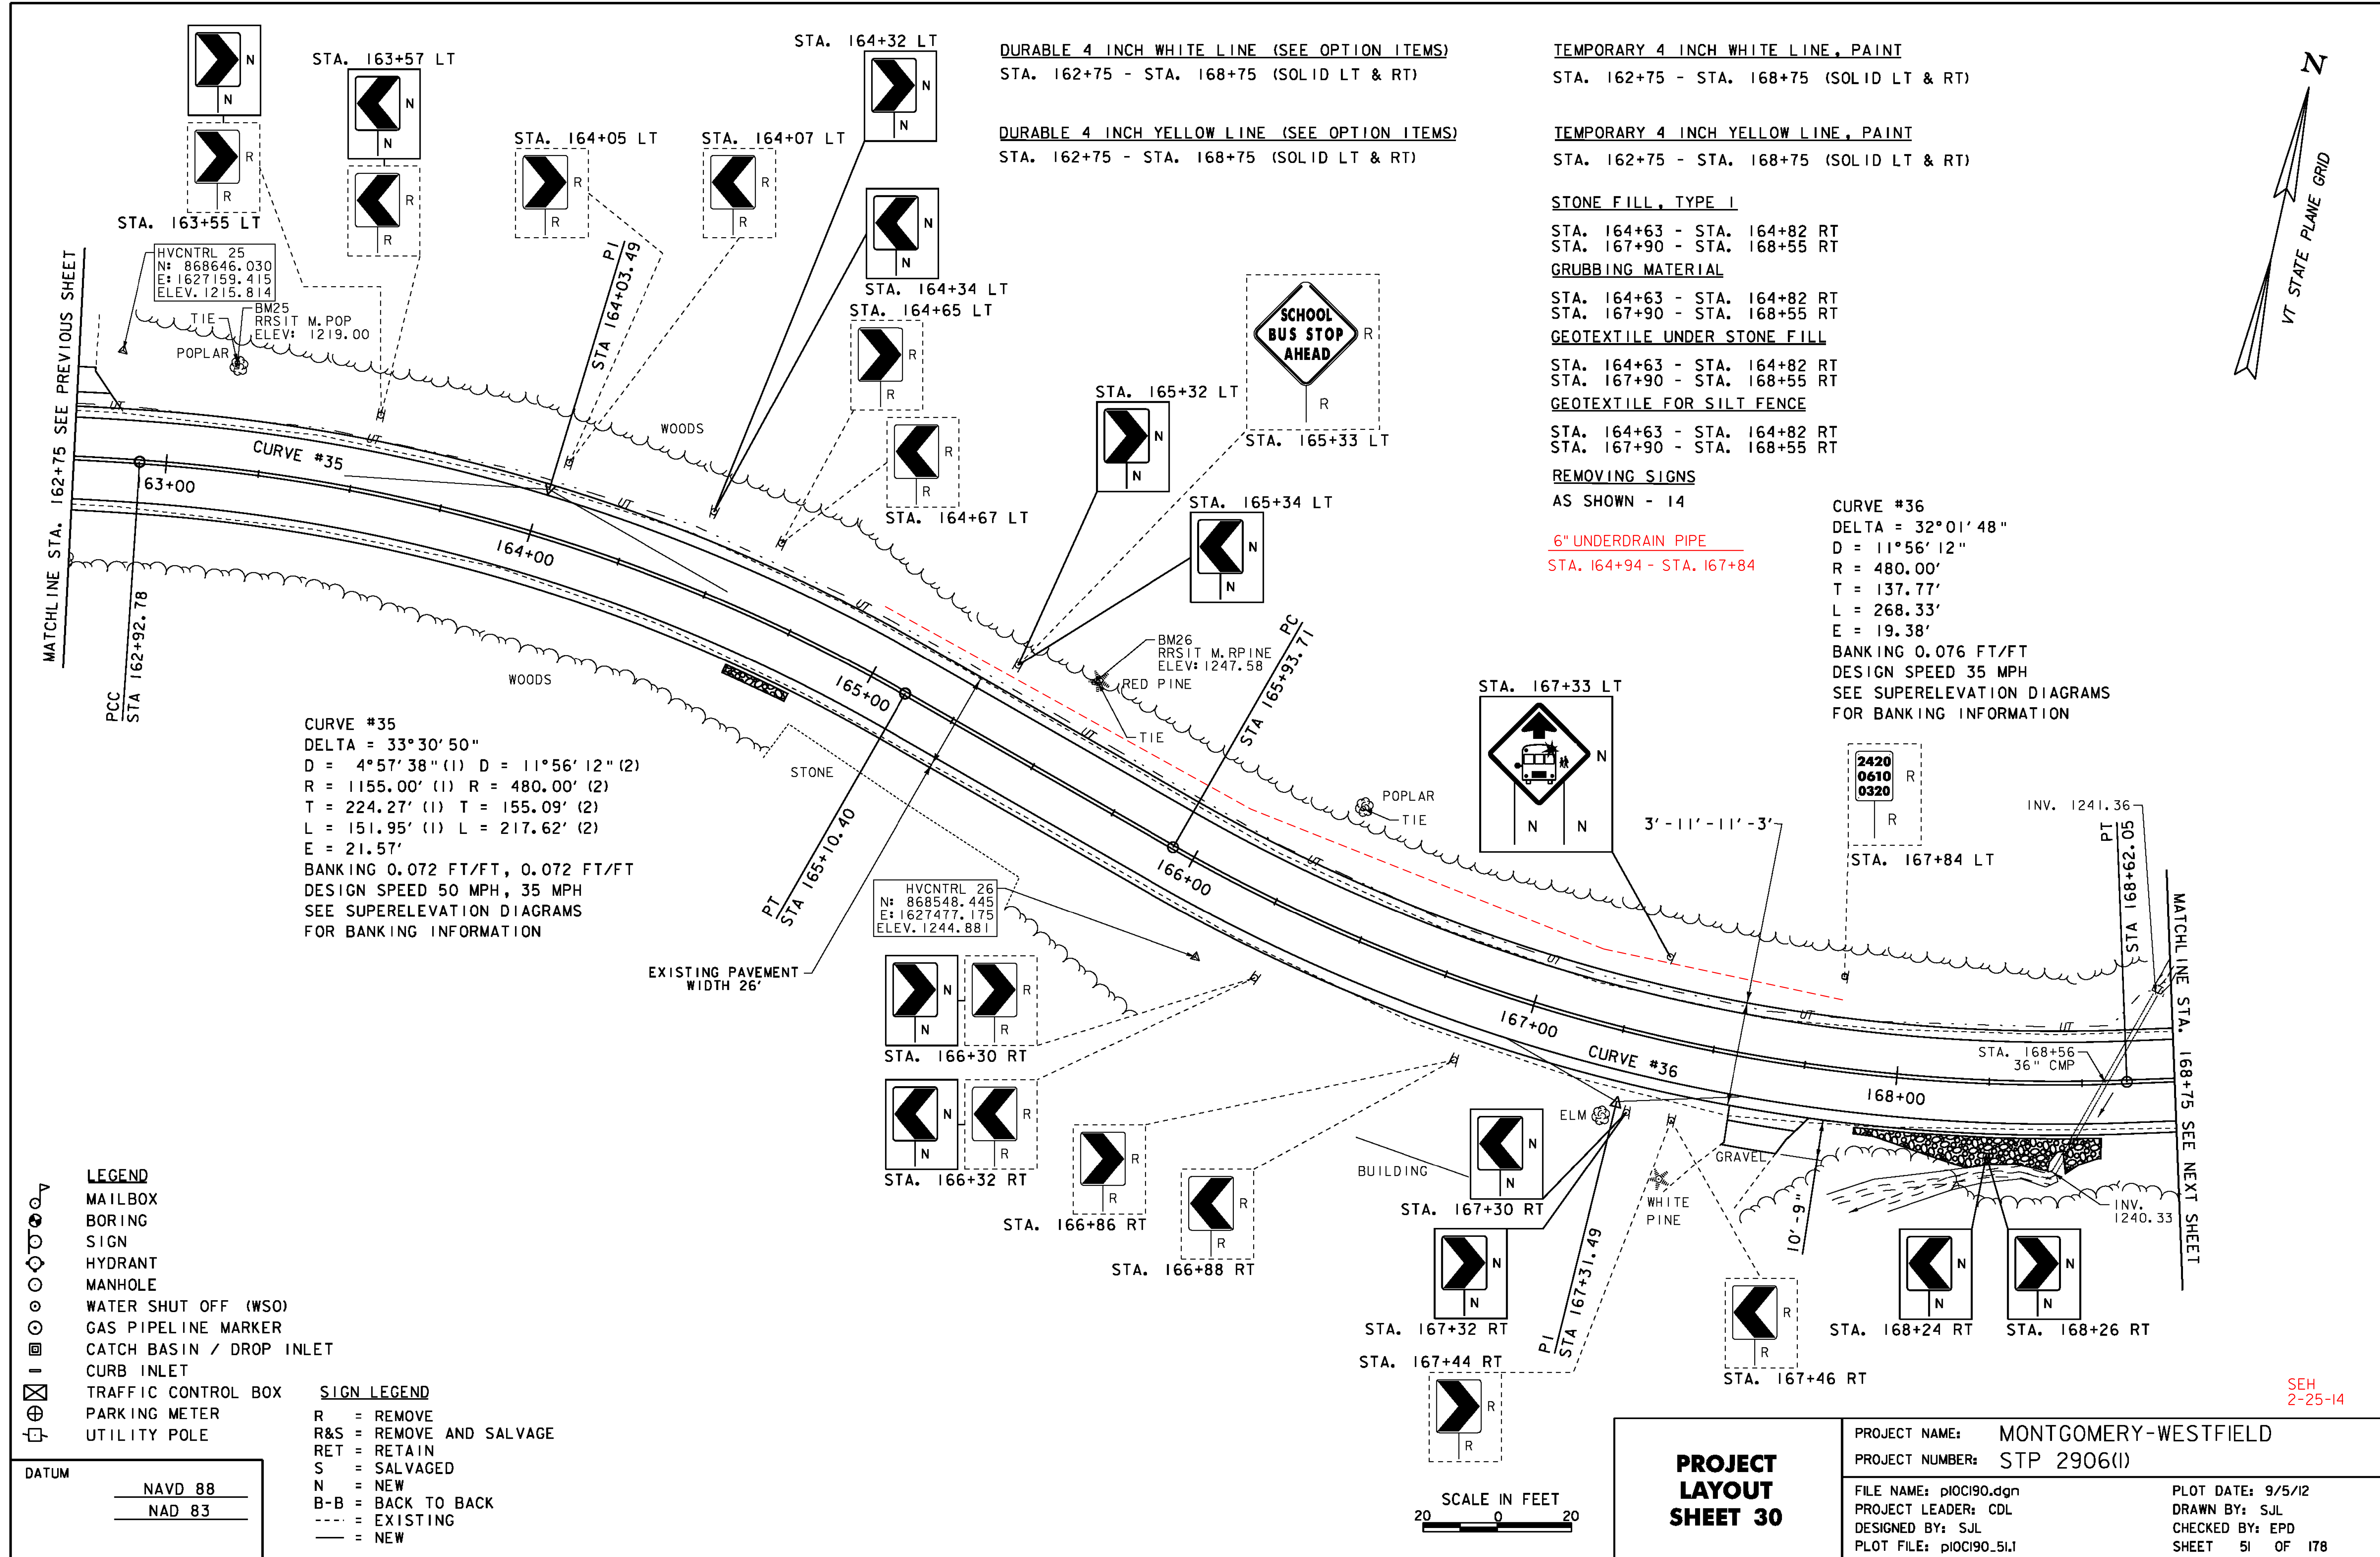 STA. 163+57 LT
STA. 164+32 LT
N
N
N
N
N
N
R
R
STA. 163+55 LT
R
R
STA. 164+05 LT
R
R
STA. 164+07 LT
R
R
N
N
STA. 164+34 LT
STA. 164+65 LT
R
R
R
R
STA. 164+67 LT
DURABLE 4 INCH WHITE LINE (SEE OPTION ITEMS)
STA. 162+75 - STA. 168+75 (SOLID LT & RT)
DURABLE 4 INCH YELLOW LINE (SEE OPTION ITEMS)
STA. 162+75 - STA. 168+75 (SOLID LT & RT)
TEMPORARY 4 INCH WHITE LINE, PAINT
STA. 162+75 - STA. 168+75 (SOLID LT & RT)
TEMPORARY 4 INCH YELLOW LINE, PAINT
STA. 162+75 - STA. 168+75 (SOLID LT & RT)
STONE FILL, TYPE I
STA. 164+63 - STA. 164+82 RT
STA. 167+90 - STA. 168+55 RT
GRUBBING MATERIAL
STA. 164+63 - STA. 164+82 RT
STA. 167+90 - STA. 168+55 RT
GEOTEXTILE UNDER STONE FILL
STA. 164+63 - STA. 164+82 RT
STA. 167+90 - STA. 168+55 RT
GEOTEXTILE FOR SILT FENCE
STA. 164+63 - STA. 164+82 RT
STA. 167+90 - STA. 168+55 RT
REMOVING SIGNS
AS SHOWN - 14
6" UNDERDRAIN PIPE
STA. 164+94 - STA. 167+84
N
VT STATE PLANE GRID
CURVE #36
DELTA = 32°01'48"
D = 11°56'12"
R = 480.00'
T = 137.77'
L = 268.33'
E = 19.38'
BANKING 0.076 FT/FT
DESIGN SPEED 35 MPH
SEE SUPERELEVATION DIAGRAMS
FOR BANKING INFORMATION
MATCHLINE STA. 162+75 SEE PREVIOUS SHEET
HVCNTRL 25
N: 868646.030
E: 1627159.415
ELEV. 1215.814
BM25
RRSIT M.POP
ELEV: 1219.00
TIE
POPLAR
UT
UT
UT
UT
UT
UT
UT
UT
UT
CURVE #35
63+00
164+00
165+00
166+00
167+00
168+00
PI
STA 164+03.49
WOODS
WOODS
PCC
STA 162+92.78
SCHOOL
BUS STOP
AHEAD
R
R
STA. 165+33 LT
STA. 165+32 LT
N
N
STA. 165+34 LT
N
N
BM26
RRSIT M.RPINE
ELEV: 1247.58
RED PINE
TIE
PC
STA 165+93.71
CURVE #35
DELTA = 33°30'50"
D = 4°57'38"(1) D = 11°56'12"(2)
R = 1155.00' (1) R = 480.00' (2)
T = 224.27' (1) T = 155.09' (2)
L = 151.95' (1) L = 217.62' (2)
E = 21.57'
BANKING 0.072 FT/FT, 0.072 FT/FT
DESIGN SPEED 50 MPH, 35 MPH
SEE SUPERELEVATION DIAGRAMS
FOR BANKING INFORMATION
STONE
PT
STA 165+10.40
EXISTING PAVEMENT
WIDTH 26'
HVCNTRL 26
N: 868548.445
E: 1627477.175
ELEV. 1244.881
POPLAR
TIE
STA. 167+33 LT
N
N
N
3'-11'-11'-3'
2420
0610
0320
R
R
STA. 167+84 LT
INV. 1241.36
PT
STA 168+62.05
MATCHLINE STA. 168+75 SEE NEXT SHEET
STA. 168+56
36" CMP
CURVE #36
N
N
R
R
STA. 166+30 RT
N
N
R
R
STA. 166+32 RT
R
R
STA. 166+86 RT
R
R
STA. 166+88 RT
BUILDING
ELM
N
N
STA. 167+30 RT
N
N
STA. 167+32 RT
STA. 167+44 RT
R
R
PI
STA 167+31.49
WHITE
PINE
GRAVEL
10'-9"
R
R
STA. 167+46 RT
INV.
1240.33
N
N
STA. 168+24 RT
N
N
STA. 168+26 RT
LEGEND
MAILBOX
BORING
SIGN
HYDRANT
MANHOLE
WATER SHUT OFF (WSO)
GAS PIPELINE MARKER
CATCH BASIN / DROP INLET
CURB INLET
TRAFFIC CONTROL BOX
PARKING METER
UTILITY POLE
SIGN LEGEND
R = REMOVE
R&S = REMOVE AND SALVAGE
RET = RETAIN
S = SALVAGED
N = NEW
B-B = BACK TO BACK
---- = EXISTING
—— = NEW
DATUM
NAVD 88
NAD 83
SCALE IN FEET
20 0 20
SEH
2-25-14
PROJECT
LAYOUT
SHEET 30
PROJECT NAME: MONTGOMERY-WESTFIELD
PROJECT NUMBER: STP 2906(1)
FILE NAME: p10C190.dgn
PLOT DATE: 9/5/12
PROJECT LEADER: CDL
DRAWN BY: SJL
DESIGNED BY: SJL
CHECKED BY: EPD
PLOT FILE: p10C190_51.i
SHEET 51 OF 178